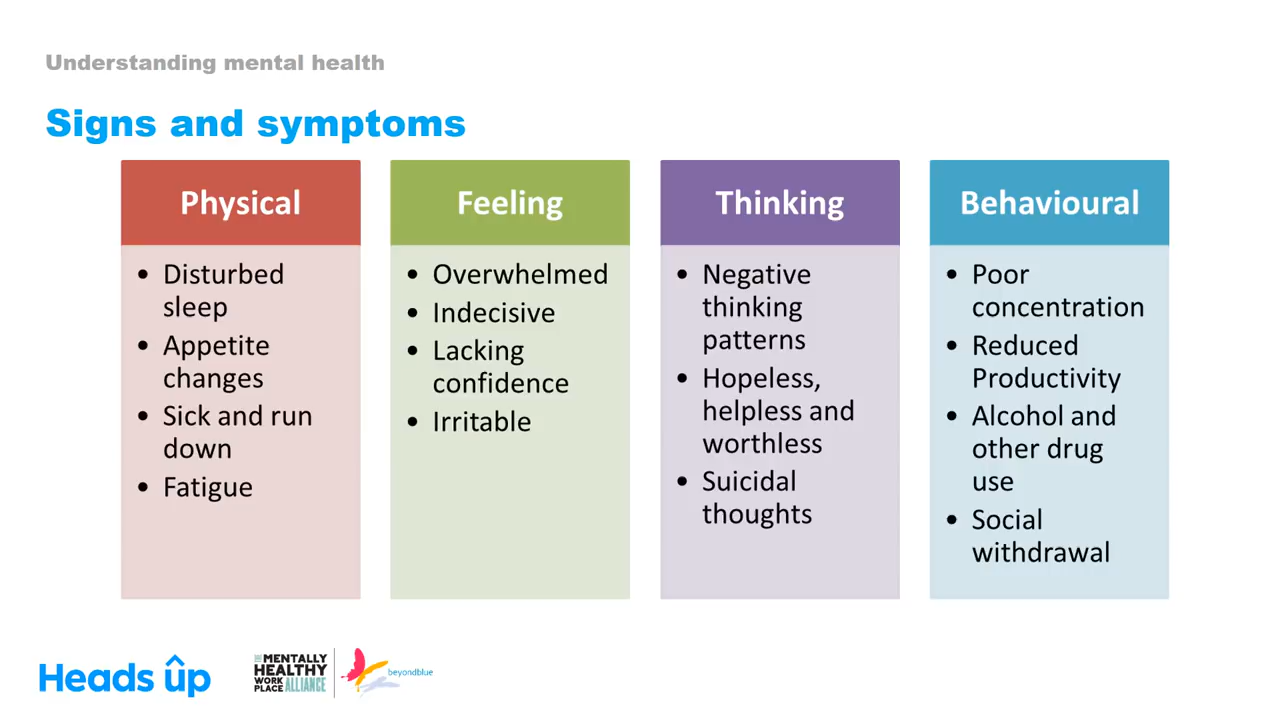 Understanding mental health
Signs and symptoms
Physical
• Disturbed
sleep
• Appetite
changes
• Sick and run
down
• Fatigue
Feeling
• Overwhelmed
• Indecisive
• Lacking
confidence
• Irritable
Thinking
• Negative
thinking
patterns
• Hopeless,
helpless and
worthless
• Suicidal
thoughts
Behavioural
• Poor
concentration
• Reduced
Productivity
• Alcohol and
other drug
use
• Social
withdrawal
Heads up
THE MENTALLY
HEALTHY
WORK
PLACE ALLIANCE
beyondblue